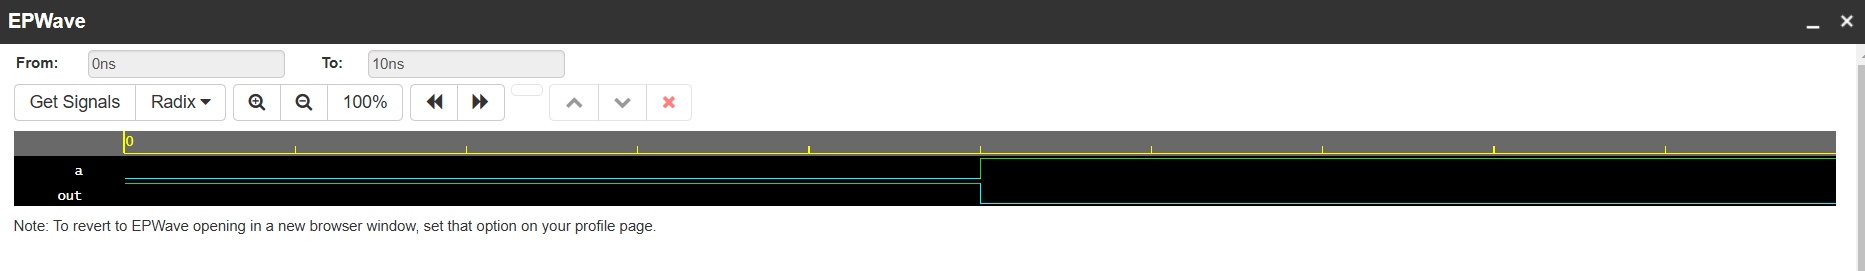 EPWave
From: 0ns To: 10ns
Get Signals Radix 100%
0
a
out
Note: To revert to EPWave opening in a new browser window, set that option on your profile page.